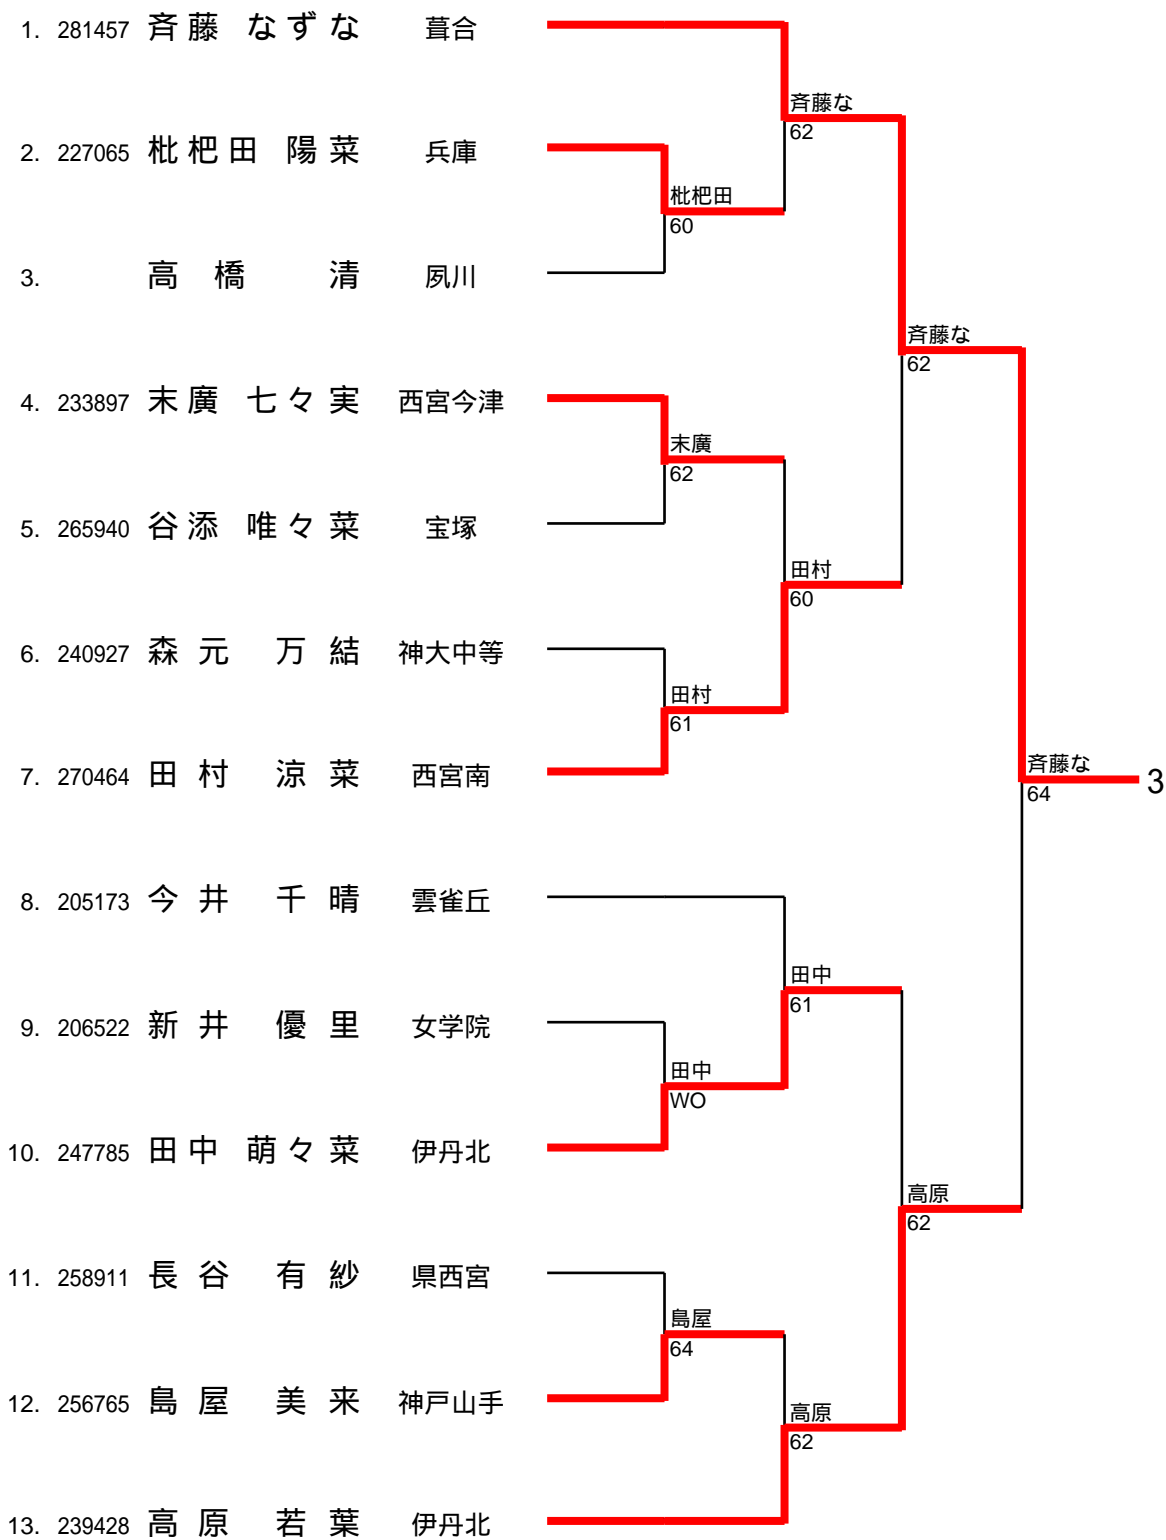 1. 281457 斉藤 なずな 葺合
斉藤な
62
2. 227065 枇杷田 陽菜 兵庫
枇杷田
60
3. 高橋 清 夙川
斉藤な
62
4. 233897 末廣 七々実 西宮今津
末廣
62
5. 265940 谷添 唯々菜 宝塚
田村
60
6. 240927 森元 万結 神大中等
田村
61
7. 270464 田村 涼菜 西宮南
斉藤な
64
3
8. 205173 今井 千晴 雲雀丘
田中
61
9. 206522 新井 優里 女学院
田中
WO
10. 247785 田中 萌々菜 伊丹北
高原
62
11. 258911 長谷 有紗 県西宮
島屋
64
12. 256765 島屋 美来 神戸山手
高原
62
13. 239428 高原 若葉 伊丹北